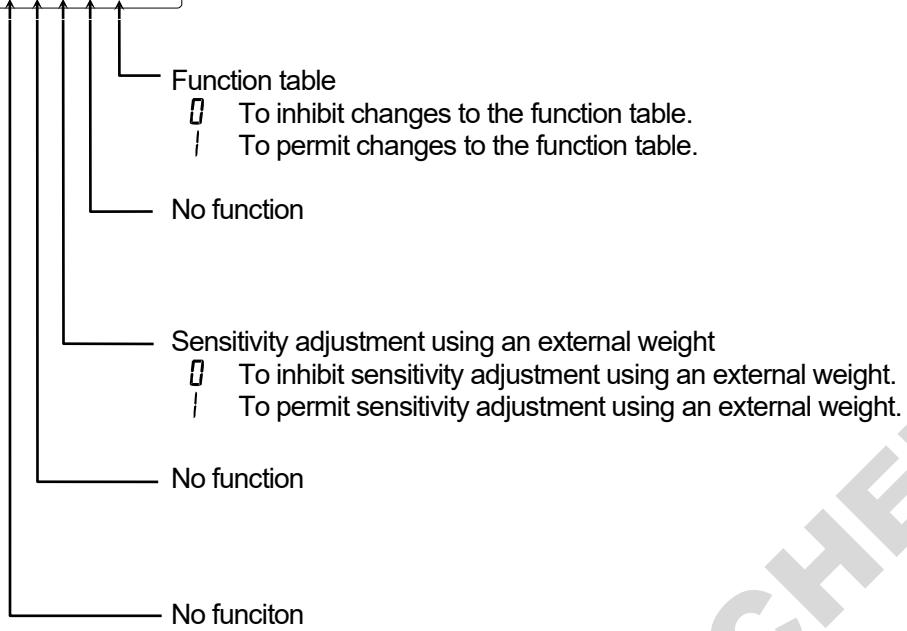 Function table
0 To inhibit changes to the function table.
1 To permit changes to the function table.
No function
Sensitivity adjustment using an external weight
0 To inhibit sensitivity adjustment using an external weight.
1 To permit sensitivity adjustment using an external weight.
No function
No funciton